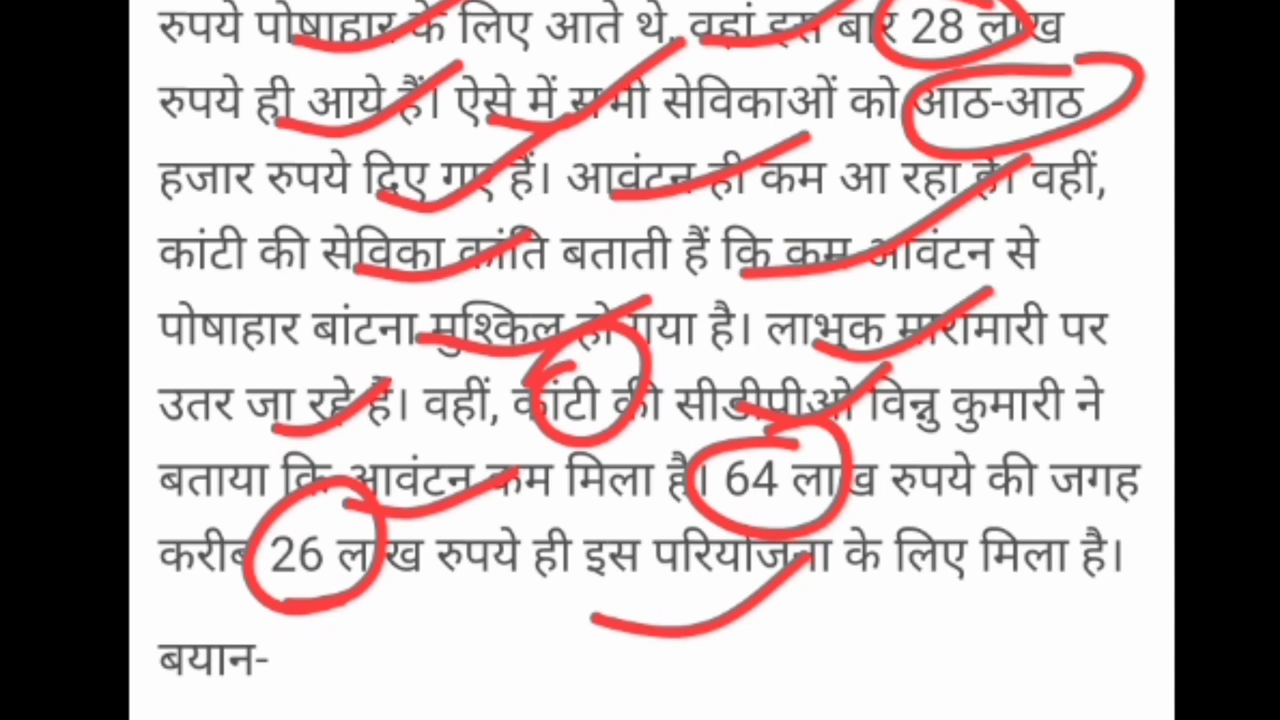 रुपये पोषाहार के लिए आते थे, वहां इस बार 28 लाख
रुपये ही आये हैं। ऐसे में सभी सेविकाओं को आठ-आठ
हजार रुपये दिए गए हैं। आवंटन ही कम आ रहा है। वहीं,
कांटी की सेविका कांति बताती हैं कि कम आवंटन से
पोषाहार बांटना मुश्किल हो गया है। लाभुक मारामारी पर
उतर जा रहे हैं। वहीं, कांटी की सीडीपीओ विन्नु कुमारी ने
बताया कि आवंटन कम मिला है। 64 लाख रुपये की जगह
करीब 26 लाख रुपये ही इस परियोजना के लिए मिला है।
बयान-